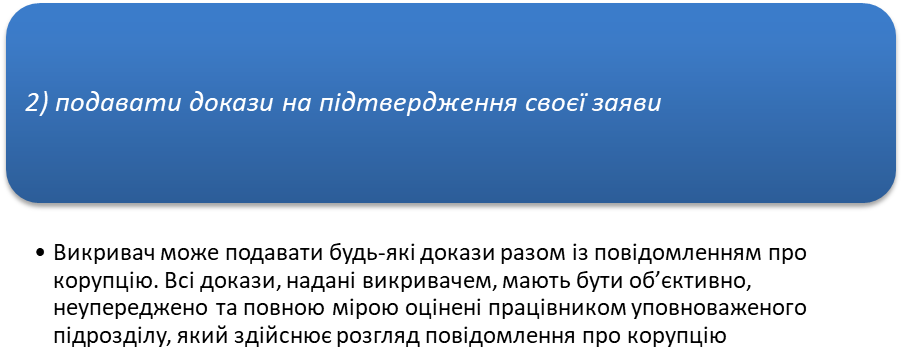 2) подавати докази на підтвердження своєї заяви
• Викривач може подавати будь-які докази разом із повідомленням про
корупцію. Всі докази, надані викривачем, мають бути об’єктивно,
неупереджено та повною мірою оцінені працівником уповноваженого
підрозділу, який здійснює розгляд повідомлення про корупцію